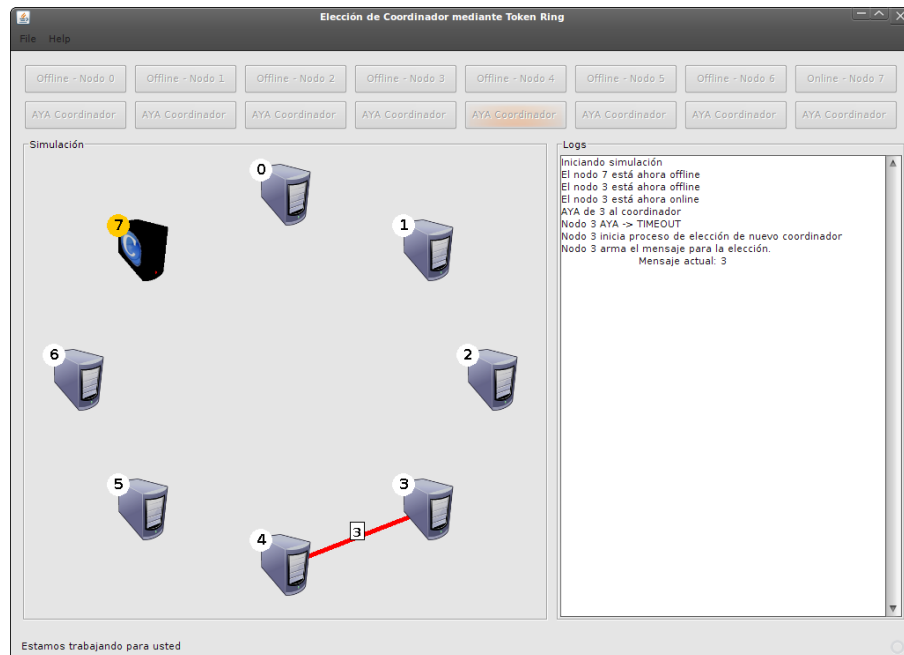 Elección de Coordinador mediante Token Ring
File Help
Offline - Nodo 0 Offline - Nodo 1 Offline - Nodo 2 Offline - Nodo 3 Offline - Nodo 4 Offline - Nodo 5 Offline - Nodo 6 Online - Nodo 7
AYA Coordinador AYA Coordinador AYA Coordinador AYA Coordinador AYA Coordinador AYA Coordinador AYA Coordinador AYA Coordinador
Simulación
0
7
1
6
2
5
3
4
3
C
Logs
Iniciando simulación
El nodo 7 está ahora offline
El nodo 3 está ahora offline
El nodo 3 está ahora online
AYA de 3 al coordinador
Nodo 3 AYA -> TIMEOUT
Nodo 3 inicia proceso de elección de nuevo coordinador
Nodo 3 arma el mensaje para la elección.
Mensaje actual: 3
Estamos trabajando para usted